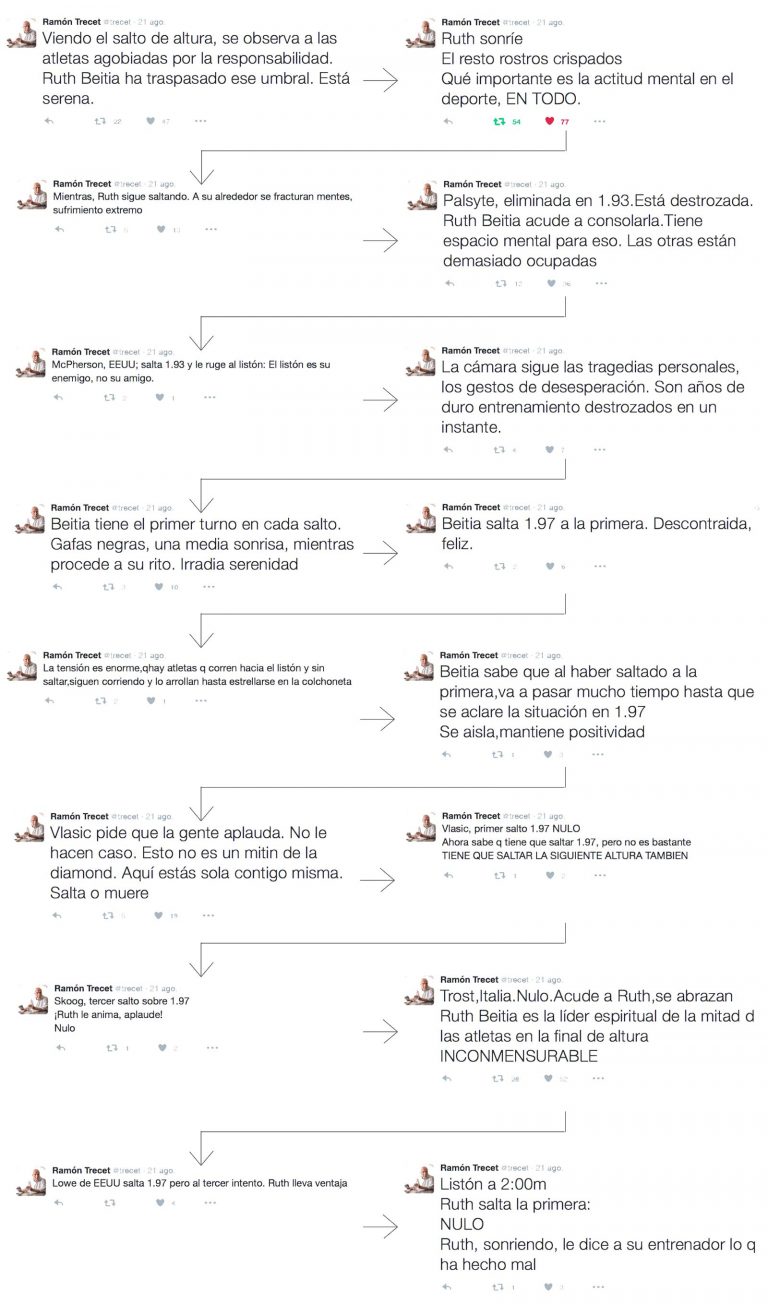 Ramón Trecet @trecet · 21 ago.
Viendo el salto de altura, se observa a las
atletas agobiadas por la responsabilidad.
Ruth Beitia ha traspasado ese umbral. Está
serena.
22 47
Ramón Trecet @trecet · 21 ago.
Ruth sonríe
El resto rostros crispados
Qué importante es la actitud mental en el
deporte, EN TODO.
54 77
Ramón Trecet @trecet · 21 ago.
Mientras, Ruth sigue saltando. A su alrededor se fracturan mentes,
sufrimiento extremo
Ramón Trecet @trecet · 21 ago.
Palsyte, eliminada en 1.93.Está destrozada.
Ruth Beitia acude a consolarla.Tiene
espacio mental para eso. Las otras están
demasiado ocupadas
Ramón Trecet @trecet · 21 ago.
McPherson, EEUU; salta 1.93 y le ruge al listón: El listón es su
enemigo, no su amigo.
Ramón Trecet @trecet · 21 ago.
La cámara sigue las tragedias personales,
los gestos de desesperación. Son años de
duro entrenamiento destrozados en un
instante.
4 7
Ramón Trecet @trecet · 21 ago.
Beitia tiene el primer turno en cada salto.
Gafas negras, una media sonrisa, mientras
procede a su rito. Irradia serenidad
Ramón Trecet @trecet · 21 ago.
Beitia salta 1.97 a la primera. Descontraida,
feliz.
2 6
Ramón Trecet @trecet · 21 ago.
La tensión es enorme,qhay atletas q corren hacia el listón y sin
saltar,siguen corriendo y lo arrollan hasta estrellarse en la colchoneta
2 1
Ramón Trecet @trecet · 21 ago.
Beitia sabe que al haber saltado a la
primera,va a pasar mucho tiempo hasta que
se aclare la situación en 1.97
Se aisla,mantiene positividad
1 3
Ramón Trecet @trecet · 21 ago.
Vlasic pide que la gente aplauda. No le
hacen caso. Esto no es un mitin de la
diamond. Aquí estás sola contigo misma.
Salta o muere
Ramón Trecet @trecet · 21 ago.
Vlasic, primer salto 1.97 NULO
Ahora sabe q tiene que saltar 1.97, pero no es bastante
TIENE QUE SALTAR LA SIGUIENTE ALTURA TAMBIEN
1 2
Ramón Trecet @trecet · 21 ago.
Skoog, tercer salto sobre 1.97
¡Ruth le anima, aplaude!
Nulo
1 2
Ramón Trecet @trecet · 21 ago.
Trost,Italia.Nulo.Acude a Ruth,se abrazan
Ruth Beitia es la líder espiritual de la mitad d
las atletas en la final de altura
INCONMENSURABLE
Ramón Trecet @trecet · 21 ago.
Lowe de EEUU salta 1.97 pero al tercer intento. Ruth lleva ventaja
4
Ramón Trecet @trecet · 21 ago.
Listón a 2:00m
Ruth salta la primera:
NULO
Ruth, sonriendo, le dice a su entrenador lo q
ha hecho mal
1 3